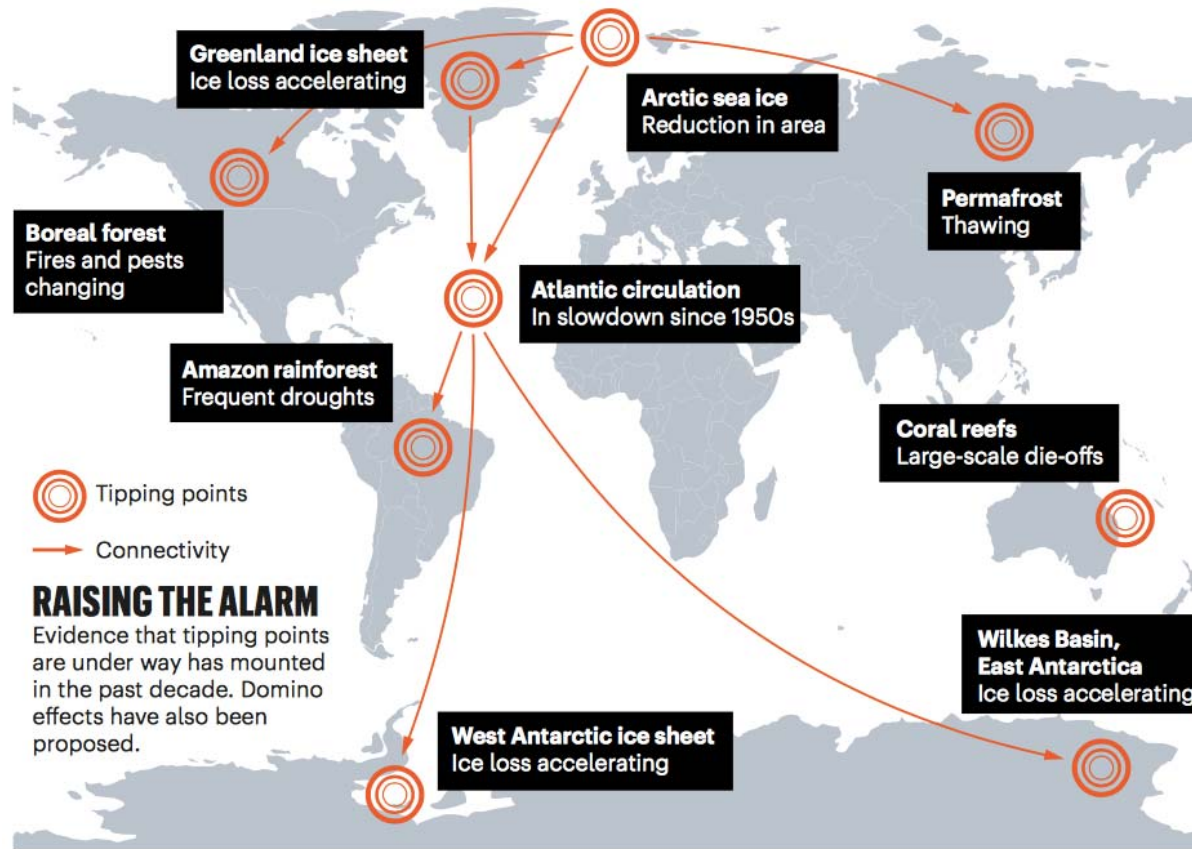 Greenland ice sheet
Ice loss accelerating
Arctic sea ice
Reduction in area
Permafrost
Thawing
Boreal forest
Fires and pests
changing
Atlantic circulation
In slowdown since 1950s
Amazon rainforest
Frequent droughts
Coral reefs
Large-scale die-offs
Tipping points
Connectivity
RAISING THE ALARM
Evidence that tipping points
are under way has mounted
in the past decade. Domino
effects have also been
proposed.
Wilkes Basin,
East Antarctica
Ice loss accelerating
West Antarctic ice sheet
Ice loss accelerating